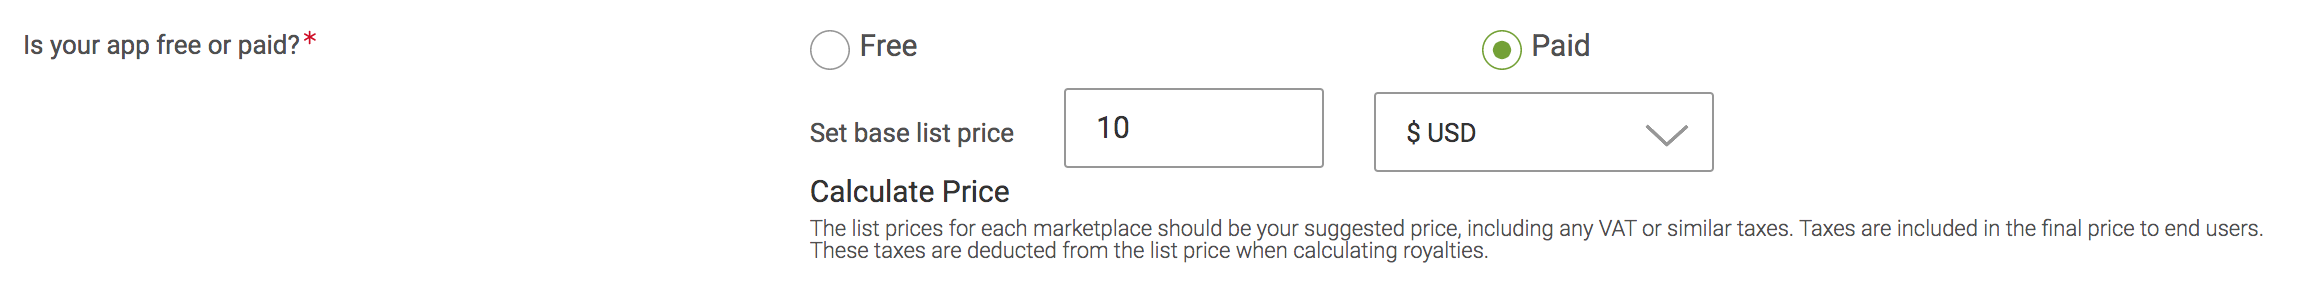 Is your app free or paid?*
Free
Paid
Set base list price
10
$ USD
Calculate Price
The list prices for each marketplace should be your suggested price, including any VAT or similar taxes. Taxes are included in the final price to end users.
These taxes are deducted from the list price when calculating royalties.